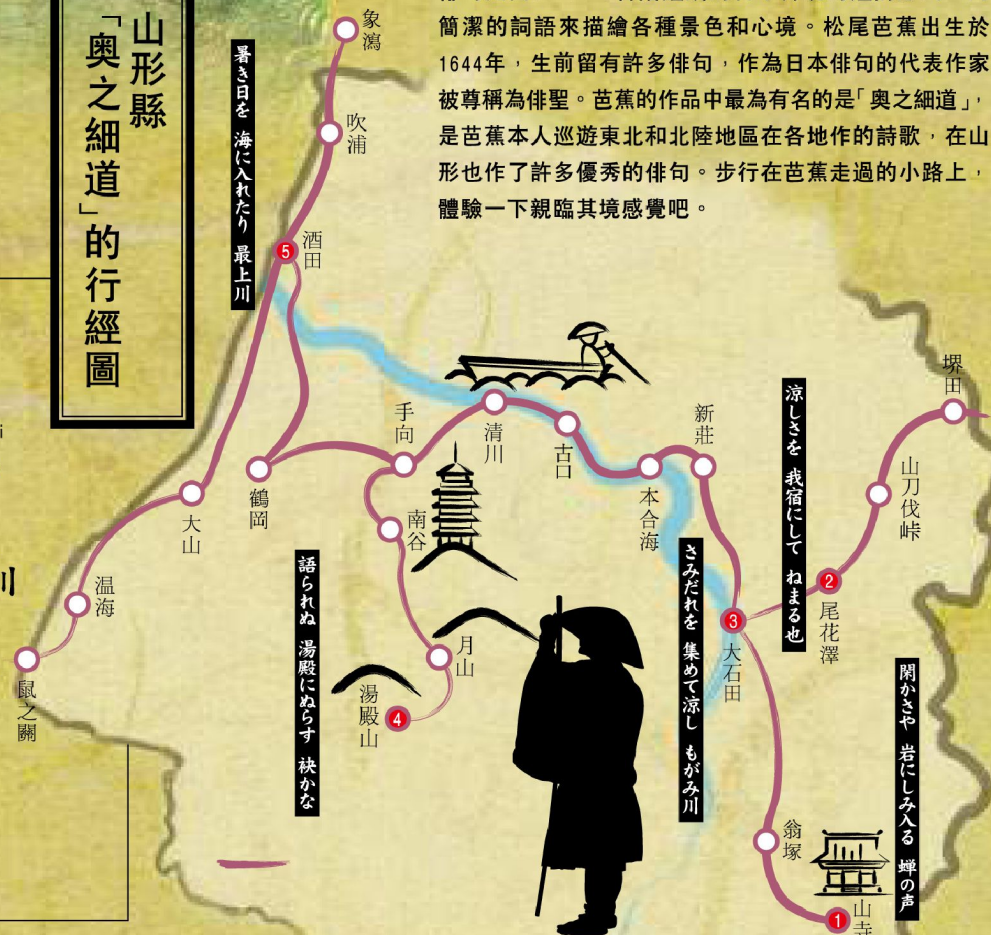 山形縣
「奧之細道」的行經圖
簡潔的詞語來描繪各種景色和心境。松尾芭蕉出生於
1644年，生前留有許多俳句，作為日本俳句的代表作家
被尊稱為俳聖。芭蕉的作品中最為有名的是「奧之細道」，
是芭蕉本人巡遊東北和北陸地區在各地作的詩歌，在山
形也作了許多優秀的俳句。步行在芭蕉走過的小路上，
體驗一下親臨其境感覺吧。
象瀉
吹浦
暑き日を 海に入れたり 最上川
5
酒田
堺田
山刀伐峠
涼しさを 我宿にして ねまる也
2
尾花澤
新莊
本合海
古口
清川
手向
鶴岡
大山
温海
鼠之關
南谷
月山
4
湯殿山
語られぬ 湯殿にぬらす 袂かな
さみだれを 集めて涼し もがみ川
3
大石田
閑かさや 岩にしみ入る 蟬の声
翁塚
1
山寺